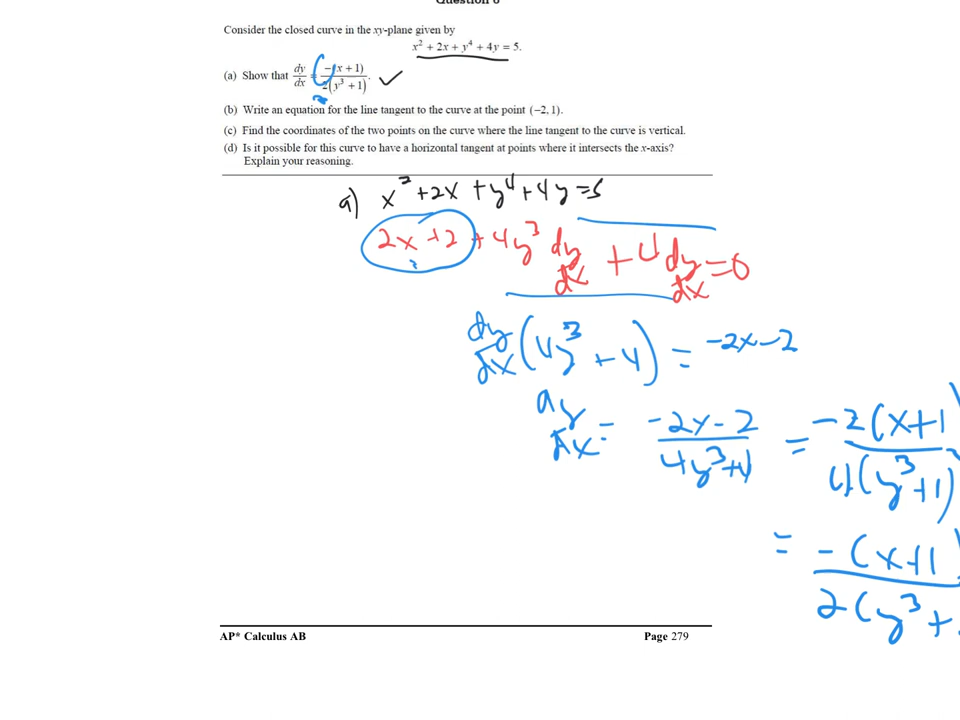 Question 6
Consider the closed curve in the xy-plane given by
x² + 2x + y⁴ + 4y = 5.
(a) Show that dy/dx = -(x + 1)/2(y³ + 1).
(b) Write an equation for the line tangent to the curve at the point (−2, 1).
(c) Find the coordinates of the two points on the curve where the line tangent to the curve is vertical.
(d) Is it possible for this curve to have a horizontal tangent at points where it intersects the x-axis?
Explain your reasoning.
a) x² + 2x + y⁴ + 4y = 5
2x + 2 + 4y³ dy/dx + 4 dy/dx = 0
dy/dx (4y³ + 4) = -2x - 2
dy/dx = -2x - 2/4y³ + 4 = -2(x + 1)/4(y³ + 1)
= -(x + 1)/2(y³ +
AP* Calculus AB Page 279